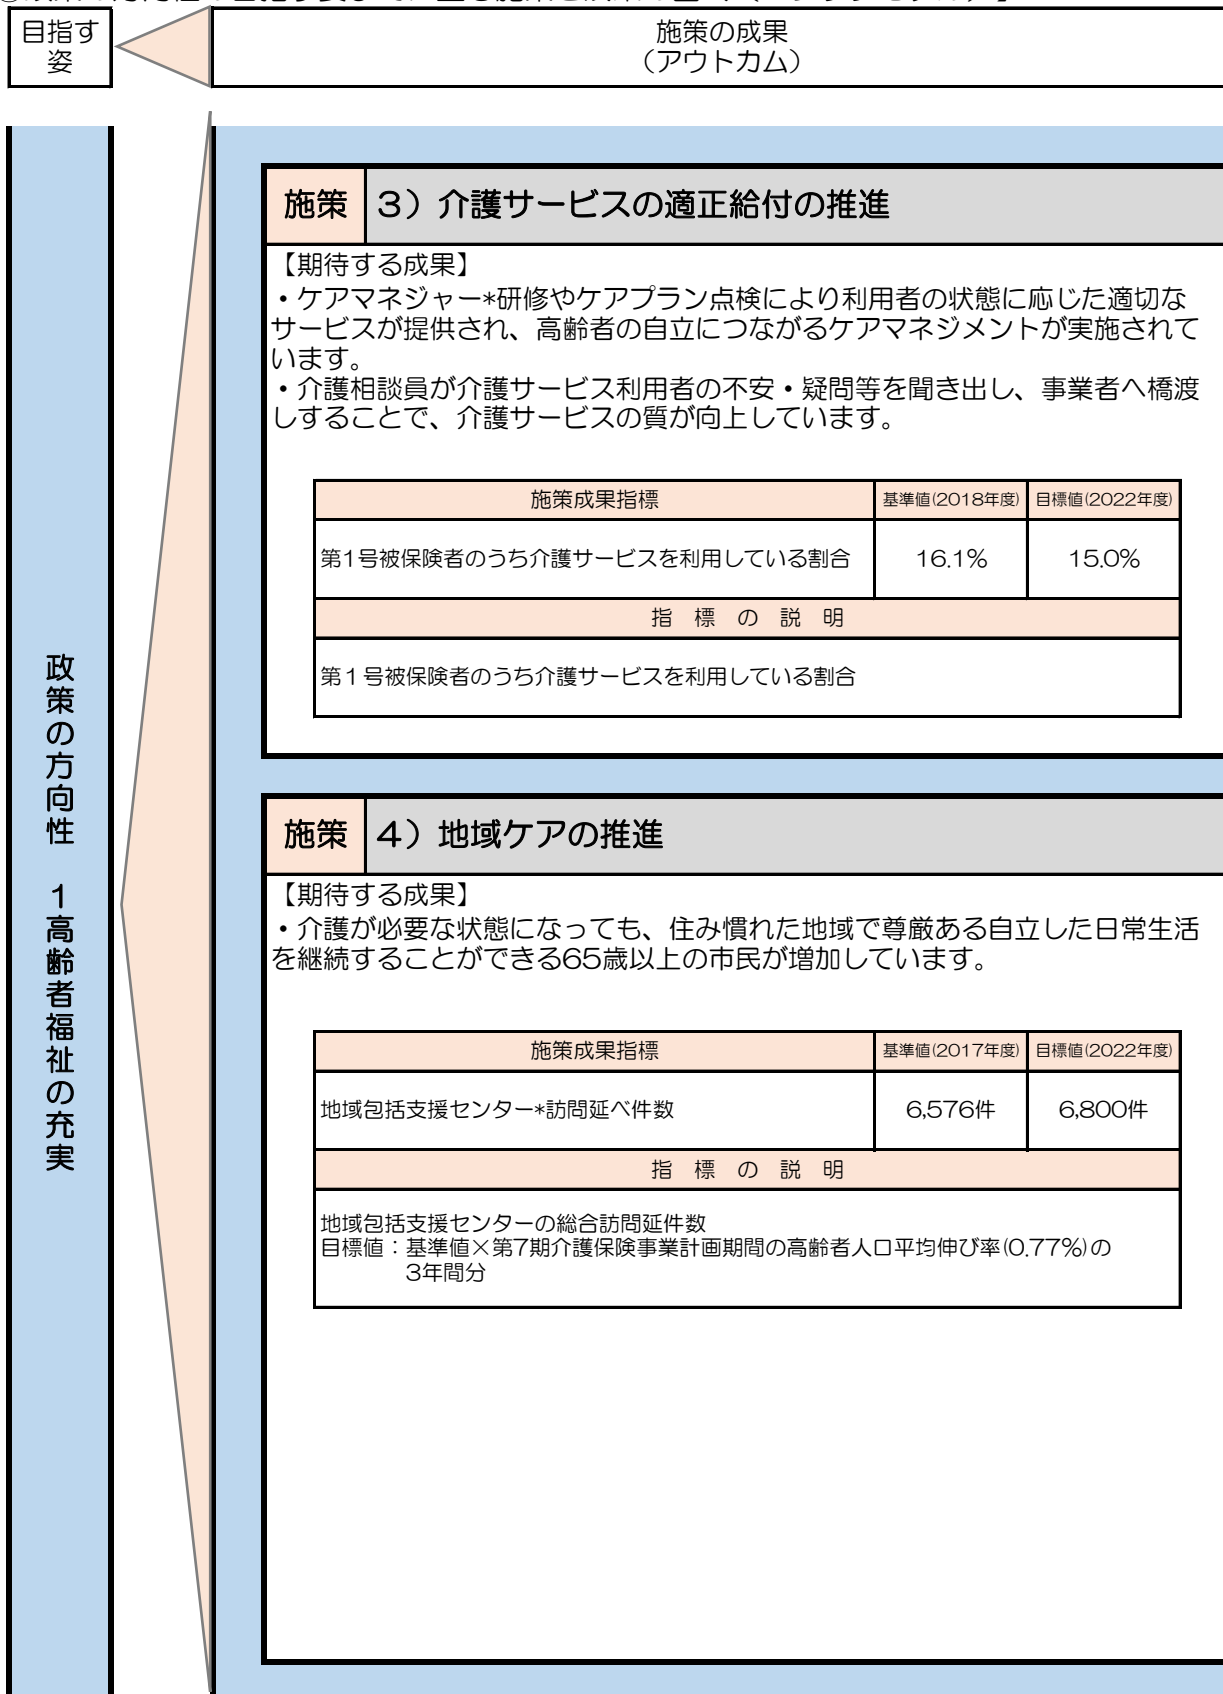 目指す
姿
施策の成果
（アウトカム）
政策の方向性　１高齢者福祉の充実
施策
３）介護サービスの適正給付の推進
【期待する成果】
・ケアマネジャー*研修やケアプラン点検により利用者の状態に応じた適切な
サービスが提供され、高齢者の自立につながるケアマネジメントが実施されて
います。
・介護相談員が介護サービス利用者の不安・疑問等を聞き出し、事業者へ橋渡
しすることで、介護サービスの質が向上しています。
施策成果指標 基準値(2018年度) 目標値(2022年度)
第1号被保険者のうち介護サービスを利用している割合 16.1% 15.0%
指　標　の　説　明
第１号被保険者のうち介護サービスを利用している割合
施策
４）地域ケアの推進
【期待する成果】
・介護が必要な状態になっても、住み慣れた地域で尊厳ある自立した日常生活
を継続することができる65歳以上の市民が増加しています。
施策成果指標 基準値(2017年度) 目標値(2022年度)
地域包括支援センター*訪問延べ件数 6,576件 6,800件
指　標　の　説　明
地域包括支援センターの総合訪問延件数
目標値：基準値×第7期介護保険事業計画期間の高齢者人口平均伸び率(0.77%)の
3年間分